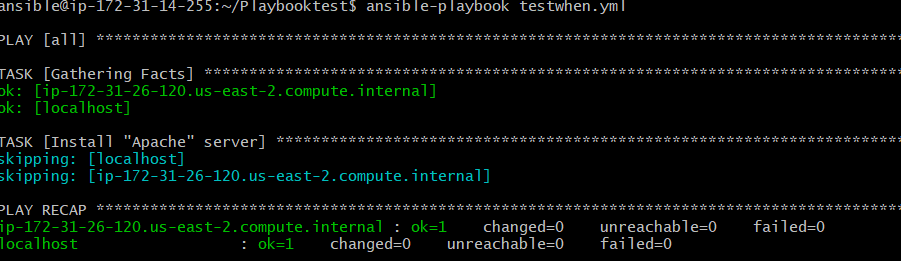 ansible@ip-172-31-14-255:~/Playbooktest$ ansible-playbook testwhen.yml
PLAY [all] *********************************************************************************
TASK [Gathering Facts] *********************************************************************
ok: [ip-172-31-26-120.us-east-2.compute.internal]
ok: [localhost]
TASK [Install "Apache" server] *************************************************************
skipping: [localhost]
skipping: [ip-172-31-26-120.us-east-2.compute.internal]
PLAY RECAP *********************************************************************************
ip-172-31-26-120.us-east-2.compute.internal : ok=1 changed=0 unreachable=0 failed=0
localhost : ok=1 changed=0 unreachable=0 failed=0